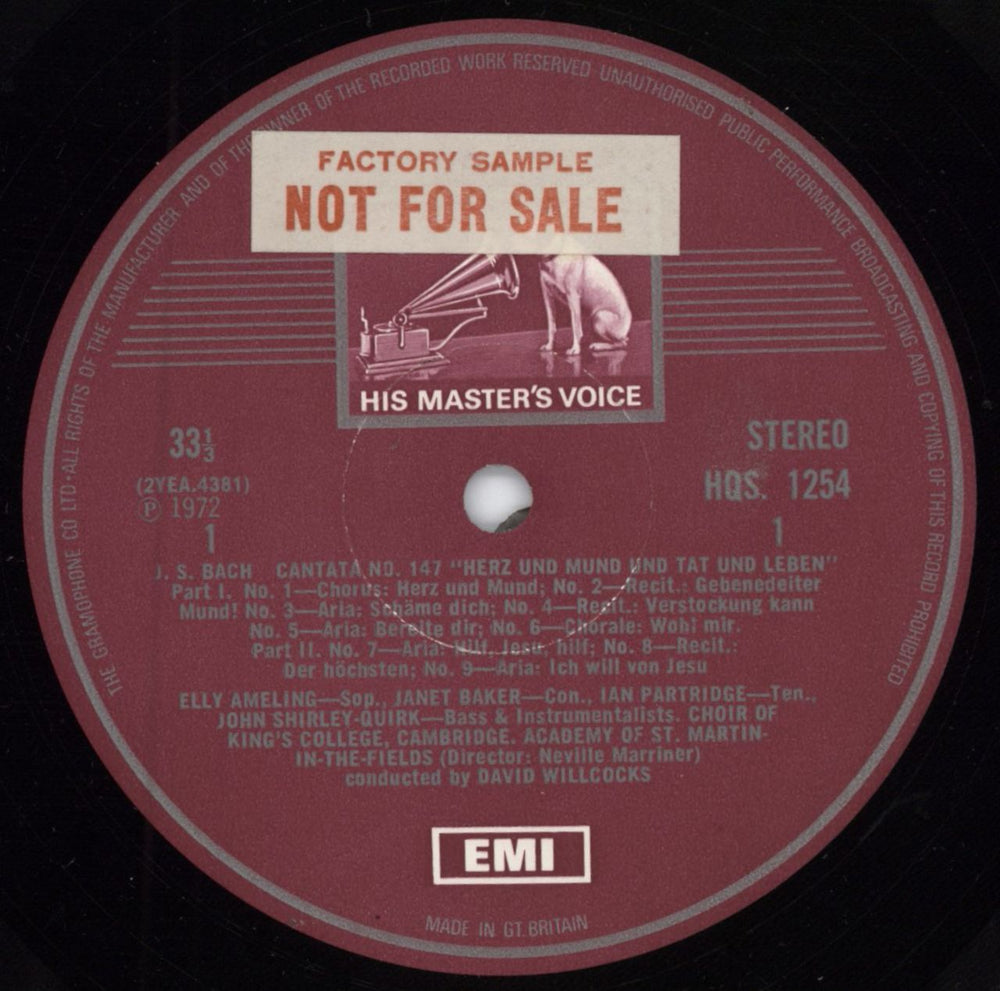 THE GRAMOPHONE CO LTD·ALL RIGHTS OF THE MANUFACTURER AND OF THE OWNER OF THE RECORDED WORK RESERVED UNAUTHORISED PUBLIC PERFORMANCE BROADCASTING AND COPYING OF THIS RECORD PROHIBITED
FACTORY SAMPLE
NOT FOR SALE
HIS MASTER'S VOICE
33⅓
STEREO
(2YEA.4381)
HQS. 1254
Ⓟ 1972
1
1
J. S. BACH CANTATA NO. 147 "HERZ UND MUND UND TAT UND LEBEN"
Part I. No. 1—Chorus: Herz und Mund; No. 2—Recit.: Gebenedeiter
Mund! No. 3—Aria: Schäme dich; No. 4—Recit.: Verstockung kann
No. 5—Aria: Bereite dir; No. 6—Chorale: Wohl mir.
Part II. No. 7—Aria: Hilf, Jesu, hilf; No. 8—Recit.:
Der höchsten; No. 9—Aria: Ich will von Jesu
ELLY AMELING—Sop., JANET BAKER—Con., IAN PARTRIDGE—Ten.,
JOHN SHIRLEY-QUIRK—Bass & Instrumentalists. CHOIR OF
KING'S COLLEGE, CAMBRIDGE. ACADEMY OF ST. MARTIN-
IN-THE-FIELDS (Director: Neville Marriner)
conducted by DAVID WILLCOCKS
EMI
MADE IN GT. BRITAIN